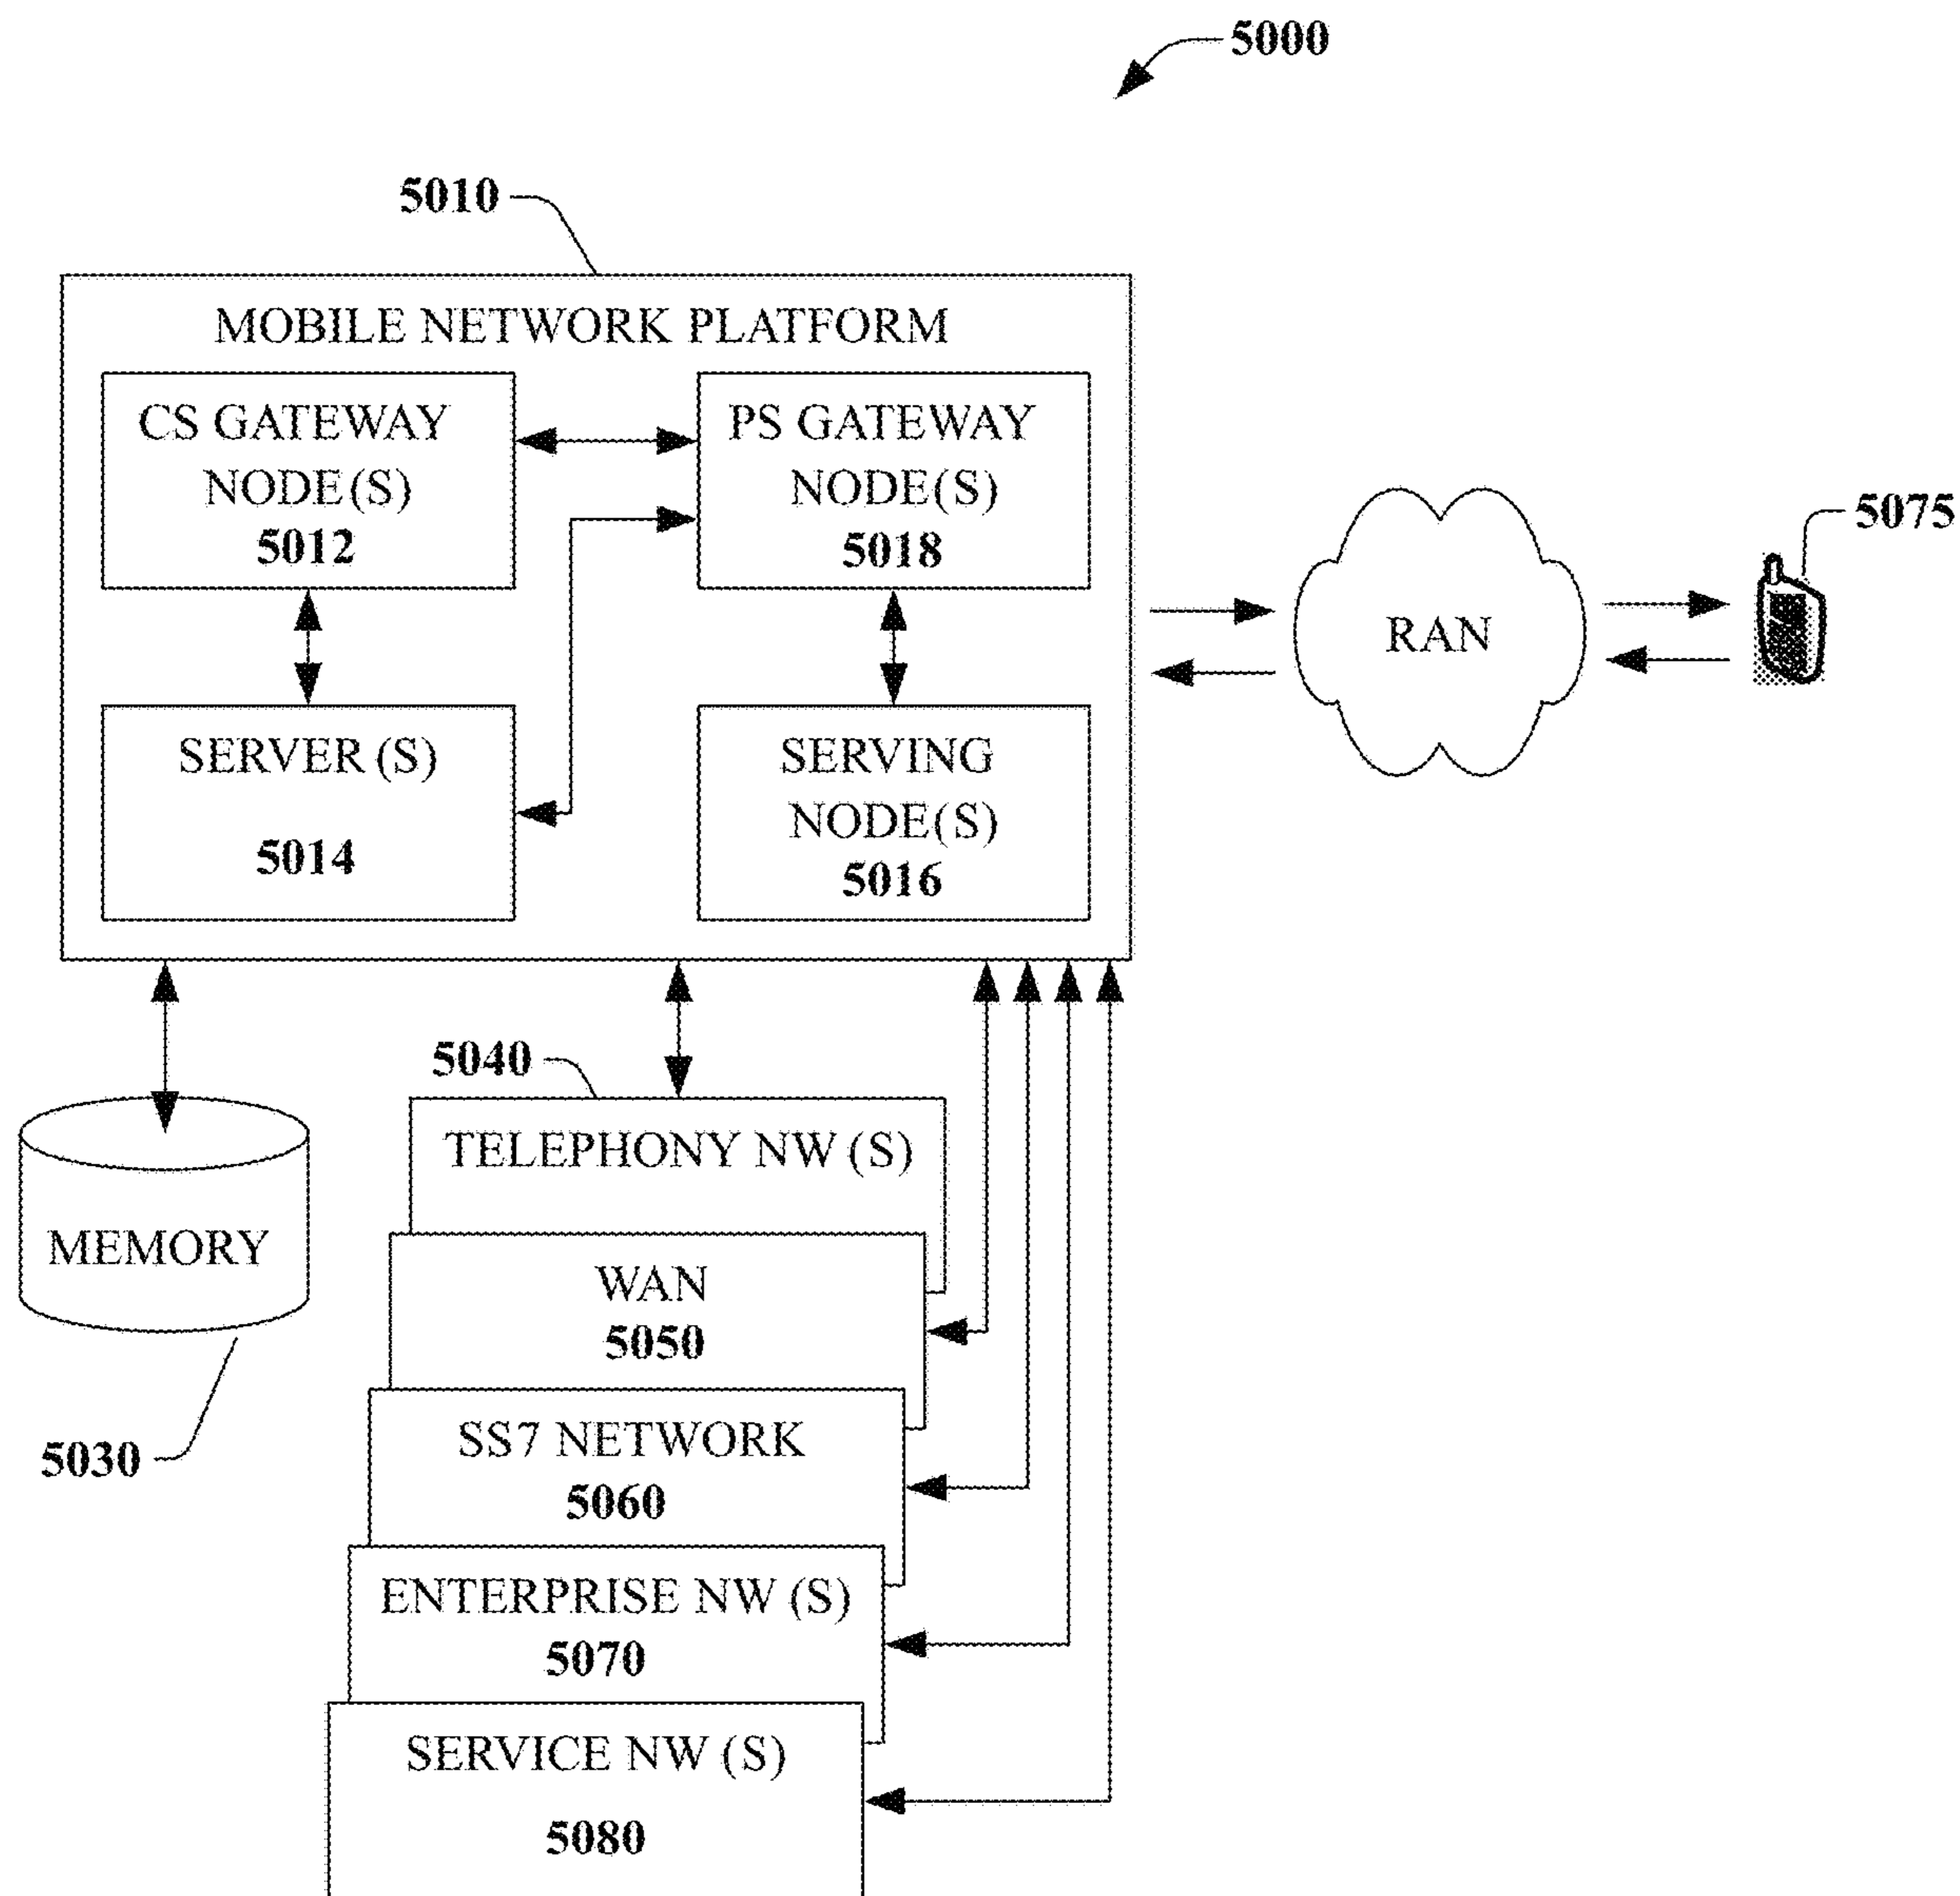 5000
5010
MOBILE NETWORK PLATFORM
CS GATEWAY
NODE(S)
5012
PS GATEWAY
NODE(S)
5018
SERVER (S)
5014
SERVING
NODE(S)
5016
RAN
5075
5040
TELEPHONY NW (S)
MEMORY
5030
WAN
5050
SS7 NETWORK
5060
ENTERPRISE NW (S)
5070
SERVICE NW (S)
5080